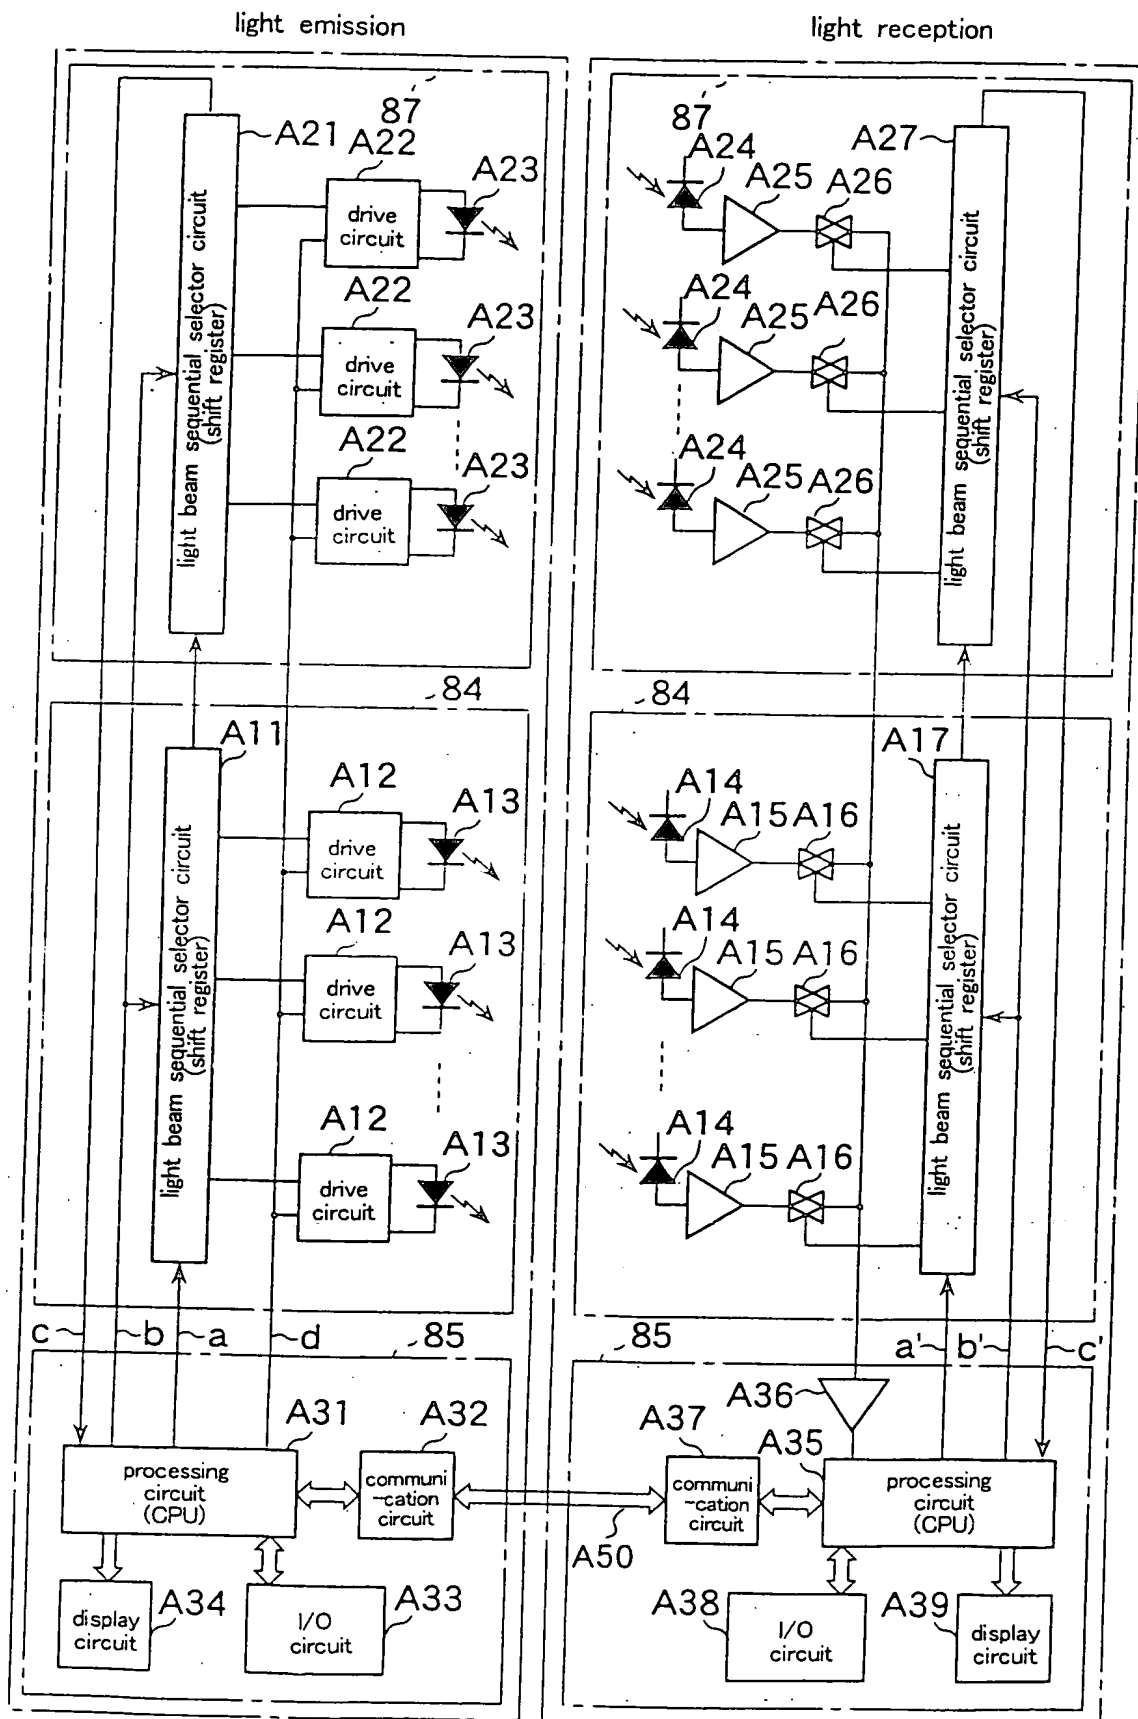 light emission
light reception
87
A21
A22
A23
drive
circuit
A22
A23
drive
circuit
A22
A23
drive
circuit
light beam sequential selector circuit
(shift register)
87
A24
A25
A26
A27
A24
A25
A26
A24
A25
A26
light beam sequential selector circuit
(shift register)
84
A11
A12
A13
drive
circuit
A12
A13
drive
circuit
A12
A13
drive
circuit
light beam sequential selector circuit
(shift register)
84
A17
A14
A15
A16
A14
A15
A16
A14
A15
A16
light beam sequential selector circuit
(shift register)
c
b
a
d
85
85
a'
b'
c'
A31
A32
processing
circuit
(CPU)
communi
-cation
circuit
A34
display
circuit
A33
I/O
circuit
A50
A36
A37
A35
communi
-cation
circuit
processing
circuit
(CPU)
A38
I/O
circuit
A39
display
circuit